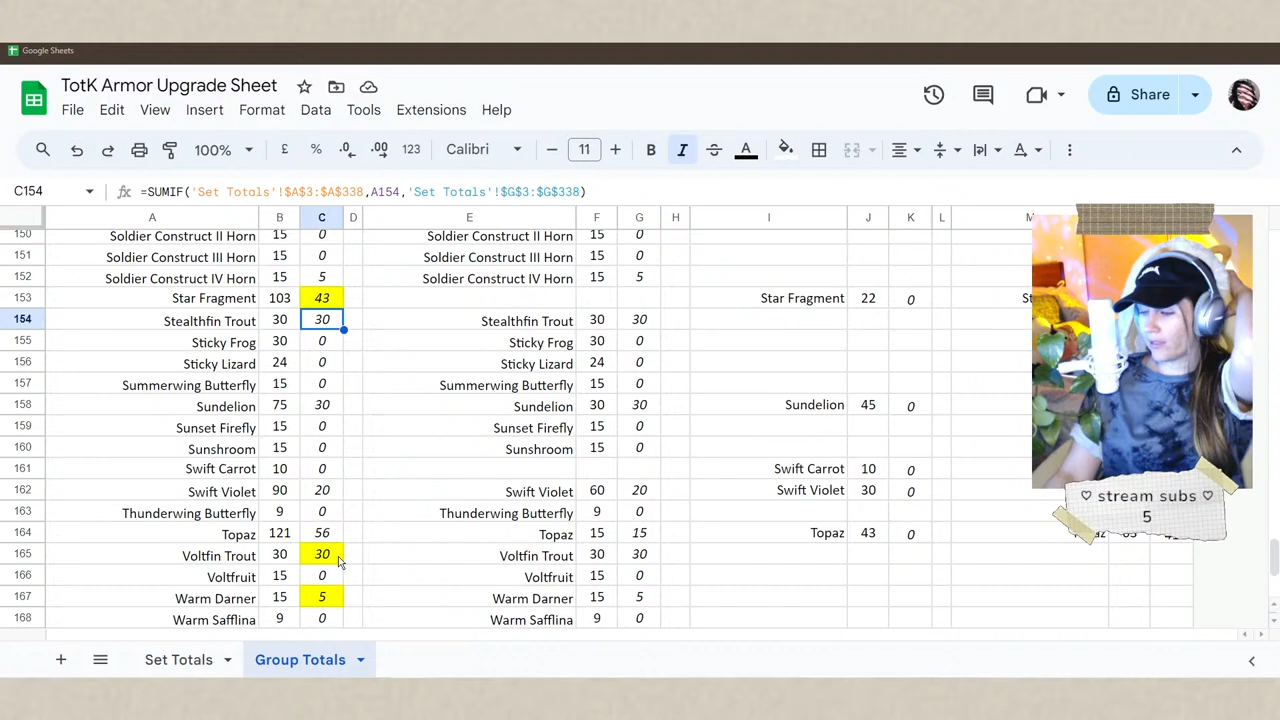 Google Sheets
TotK Armor Upgrade Sheet
File Edit View Insert Format Data Tools Extensions Help
Share
100% £ % .0 .00 123 Calibri 11 B I A A
C154 fx =SUMIF('Set Totals'!$A$3:$A$338,A154,'Set Totals'!$G$3:$G$338)
A B C D E F G H I J K L M
150 Soldier Construct II Horn 15 0 Soldier Construct II Horn 15 0
151 Soldier Construct III Horn 15 0 Soldier Construct III Horn 15 0
152 Soldier Construct IV Horn 15 5 Soldier Construct IV Horn 15 5
153 Star Fragment 103 43 Star Fragment 22 0
154 Stealthfin Trout 30 30 Stealthfin Trout 30 30
155 Sticky Frog 30 0 Sticky Frog 30 0
156 Sticky Lizard 24 0 Sticky Lizard 24 0
157 Summerwing Butterfly 15 0 Summerwing Butterfly 15 0
158 Sundelion 75 30 Sundelion 30 30 Sundelion 45 0
159 Sunset Firefly 15 0 Sunset Firefly 15 0
160 Sunshroom 15 0 Sunshroom 15 0
161 Swift Carrot 10 0 Swift Carrot 10 0
162 Swift Violet 90 20 Swift Violet 60 20 Swift Violet 30 0
163 Thunderwing Butterfly 9 0 Thunderwing Butterfly 9 0
164 Topaz 121 56 Topaz 15 15 Topaz 43 0
165 Voltfin Trout 30 30 Voltfin Trout 30 30
166 Voltfruit 15 0 Voltfruit 15 0
167 Warm Darner 15 5 Warm Darner 15 5
168 Warm Safflina 9 0 Warm Safflina 9 0
♡ stream subs ♡
5
Set Totals Group Totals